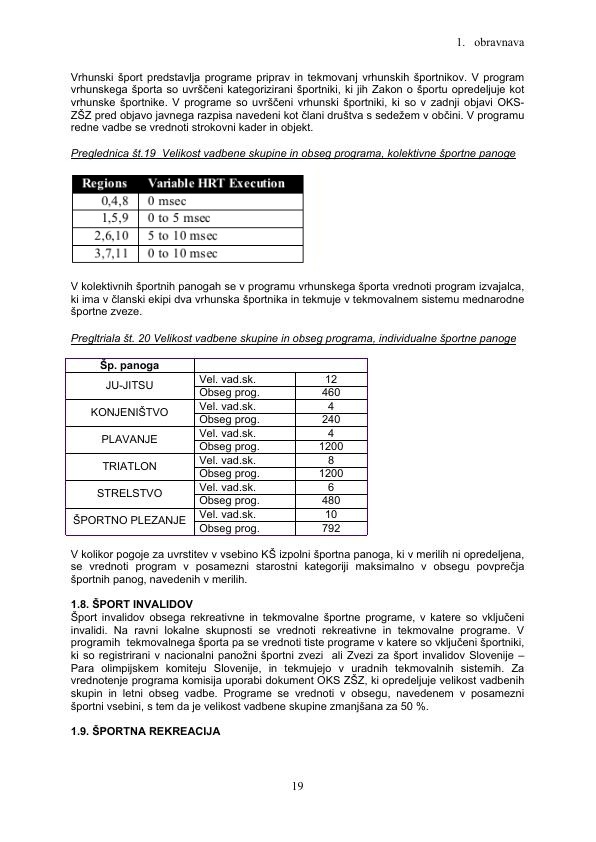 1. obravnava
Vrhunski šport predstavlja programe priprav in tekmovanj vrhunskih športnikov. V program
vrhunskega športa so uvrščeni kategorizirani športniki, ki jih Zakon o športu opredeljuje kot
vrhunske športnike. V programe so uvrščeni vrhunski športniki, ki so v zadnji objavi OKS-
ZŠZ pred objavo javnega razpisa navedeni kot člani društva s sedežem v občini. V programu
redne vadbe se vrednoti strokovni kader in objekt.
Preglednica št.19 Velikost vadbene skupine in obseg programa, kolektivne športne panoge
Regions Variable HRT Execution
0,4,8 0 msec
1,5,9 0 to 5 msec
2,6,10 5 to 10 msec
3,7,11 0 to 10 msec
V kolektivnih športnih panogah se v programu vrhunskega športa vrednoti program izvajalca,
ki ima v članski ekipi dva vrhunska športnika in tekmuje v tekmovalnem sistemu mednarodne
športne zveze.
Pregltriala št. 20 Velikost vadbene skupine in obseg programa, individualne športne panoge
Šp. panoga
JU-JITSU Vel. vad.sk. 12
Obseg prog. 460
KONJENIŠTVO Vel. vad.sk. 4
Obseg prog. 240
PLAVANJE Vel. vad.sk. 4
Obseg prog. 1200
TRIATLON Vel. vad.sk. 8
Obseg prog. 1200
STRELSTVO Vel. vad.sk. 6
Obseg prog. 480
ŠPORTNO PLEZANJE Vel. vad.sk. 10
Obseg prog. 792
V kolikor pogoje za uvrstitev v vsebino KŠ izpolni športna panoga, ki v merilih ni opredeljena,
se vrednoti program v posamezni starostni kategoriji maksimalno v obsegu povprečja
športnih panog, navedenih v merilih.
1.8. ŠPORT INVALIDOV
Šport invalidov obsega rekreativne in tekmovalne športne programe, v katere so vključeni
invalidi. Na ravni lokalne skupnosti se vrednoti rekreativne in tekmovalne programe. V
programih tekmovalnega športa pa se vrednoti tiste programe v katere so vključeni športniki,
ki so registrirani v nacionalni panožni športni zvezi ali Zvezi za šport invalidov Slovenije –
Para olimpijskem komiteju Slovenije, in tekmujejo v uradnih tekmovalnih sistemih. Za
vrednotenje programa komisija uporabi dokument OKS ZŠZ, ki opredeljuje velikost vadbenih
skupin in letni obseg vadbe. Programe se vrednoti v obsegu, navedenem v posamezni
športni vsebini, s tem da je velikost vadbene skupine zmanjšana za 50 %.
1.9. ŠPORTNA REKREACIJA
19